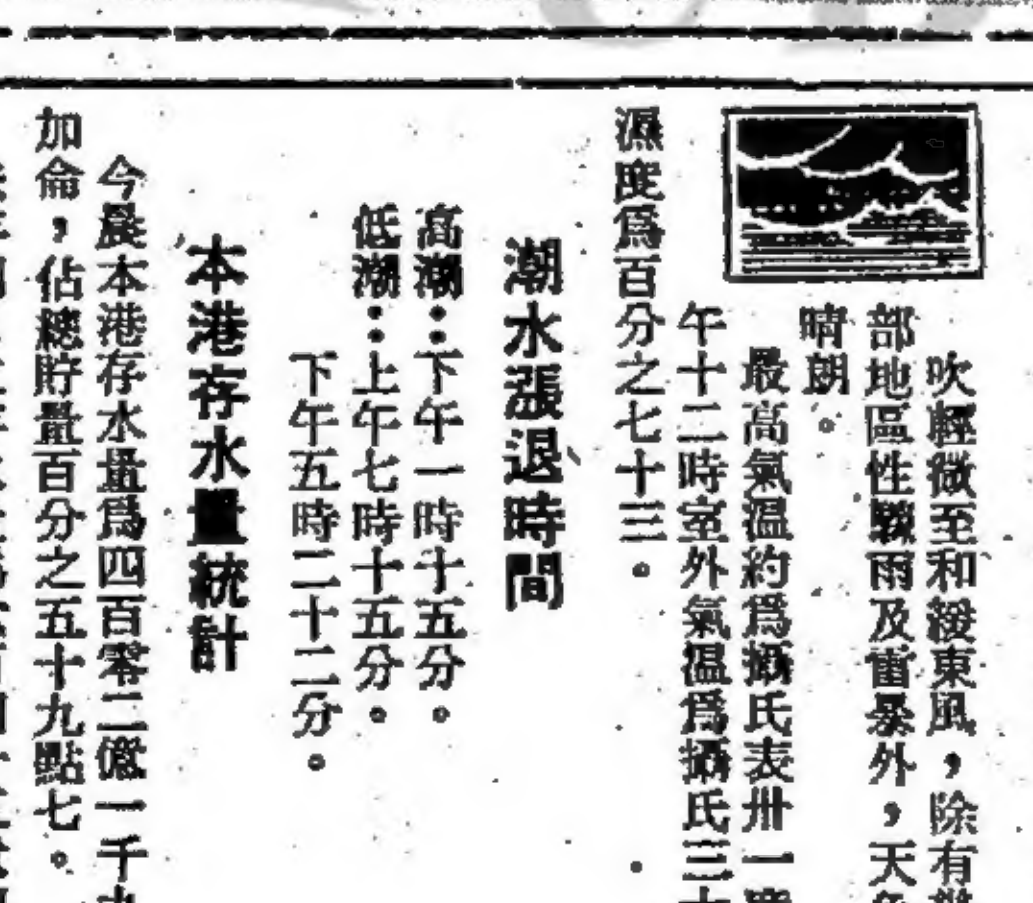 吹輕微至和緩東風，除有
部地區性驟雨及雷暴外，天
晴朗。
最高氣溫約爲攝氏表卅一
午十二時室外氣溫爲攝氏三
濕度爲百分之七十三。
潮水漲退時間
高潮：下午一時十五分。
低潮：上午七時十五分。
下午五時二十二分。
本港存水量統計
今晨本港存水量爲四百零二億一千
加侖，佔總貯量百分之五十九點七。